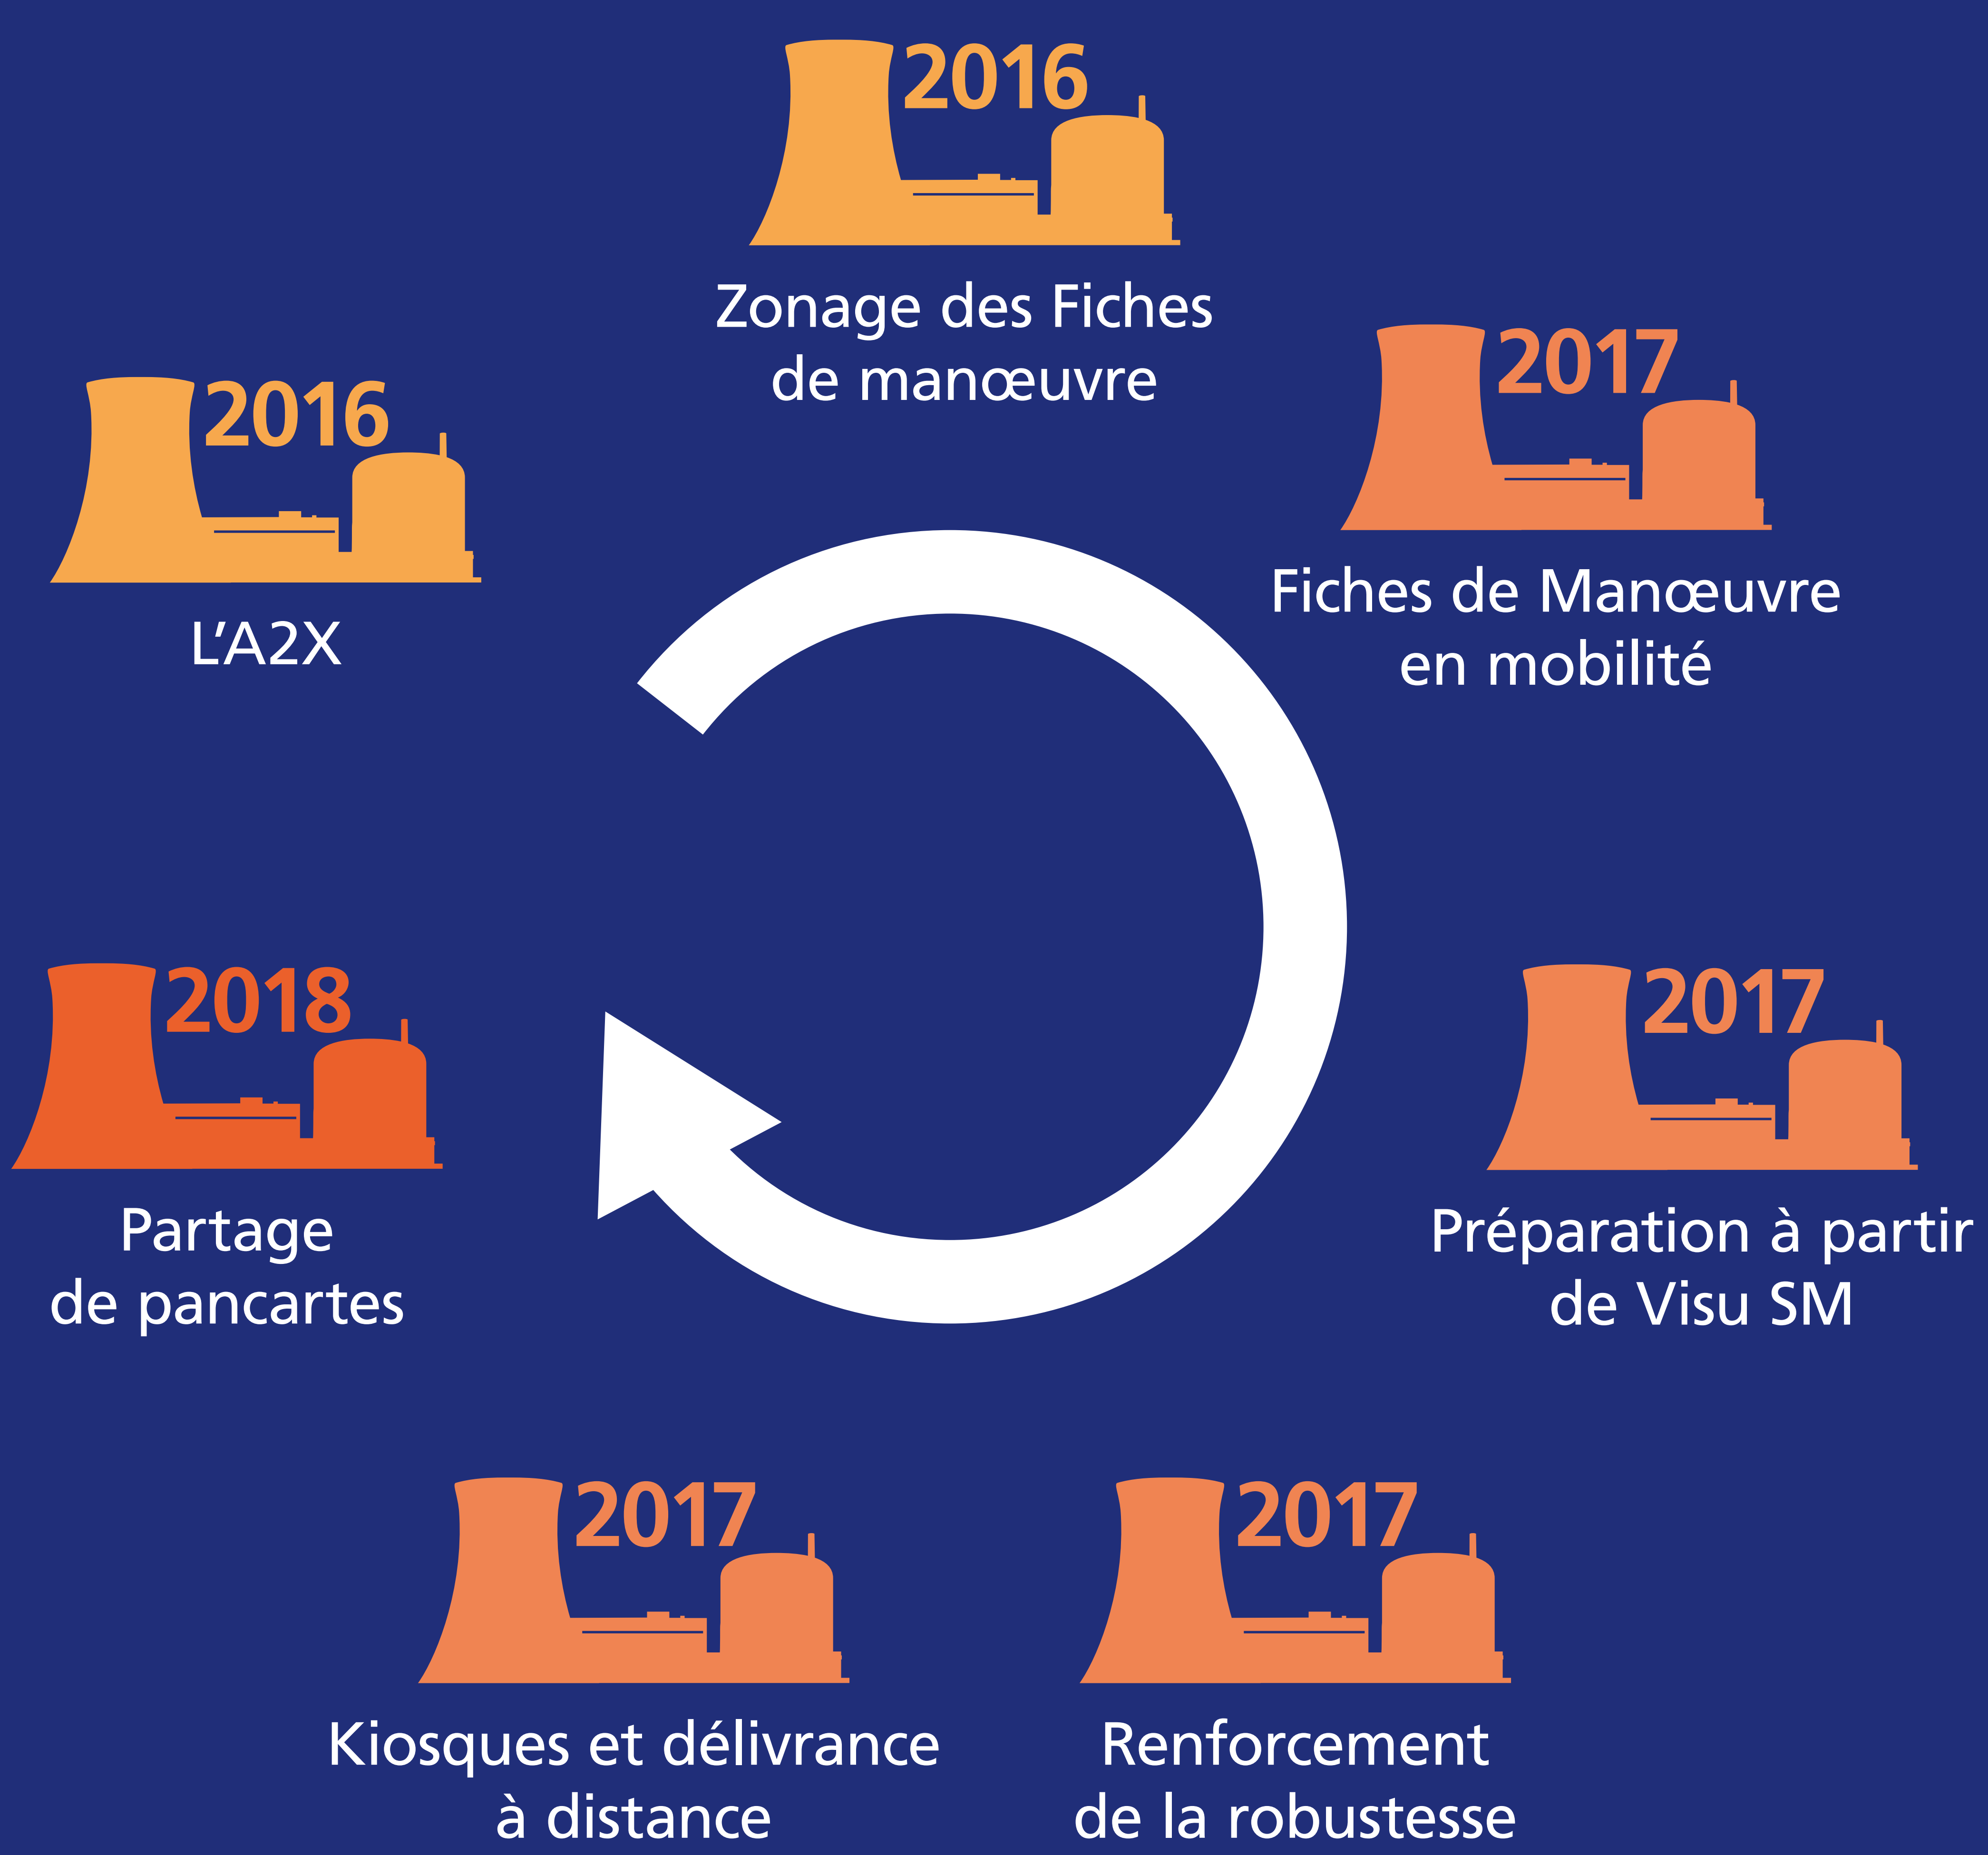 2016
L'A2X
2016
Zonage des Fiches
de manœuvre
2017
Fiches de Manœuvre
en mobilité
2017
Préparation à partir
de Visu SM
2017
Renforcement
de la robustesse
2017
Kiosques et délivrance
à distance
2018
Partage
de pancartes